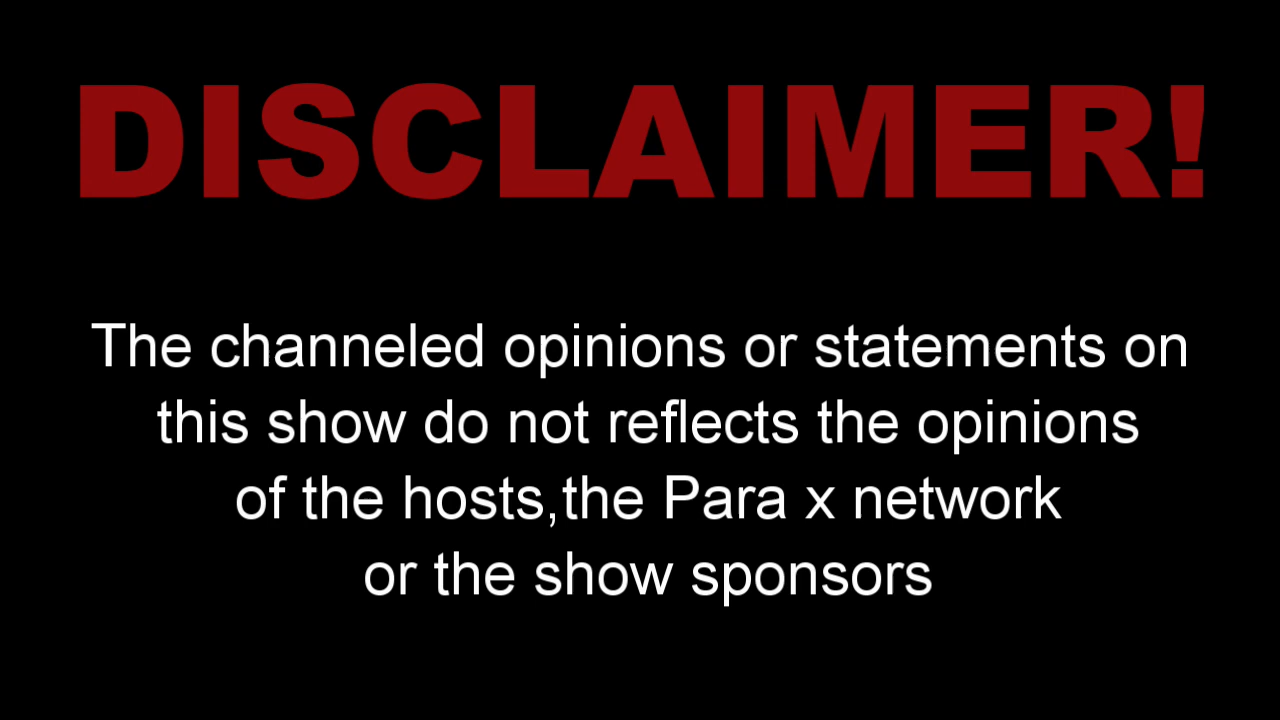 DISCLAIMER!
The channeled opinions or statements on
this show do not reflects the opinions
of the hosts,the Para x network
or the show sponsors